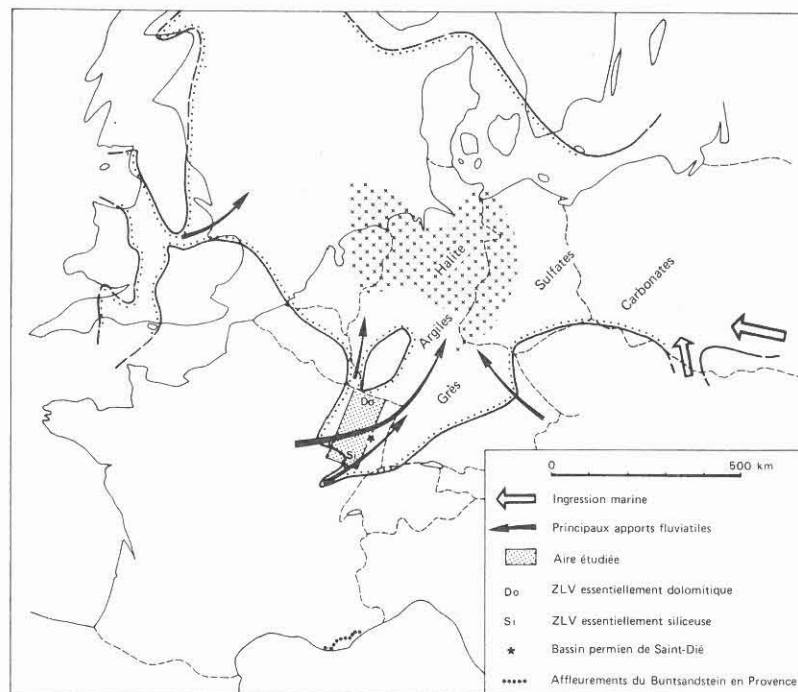 Halite
Sulfates
Carbonates
Argiles
Grès
Do
Si
0 500 km
Ingression marine
Principaux apports fluviatiles
Aire étudiée
Do ZLV essentiellement dolomitique
Si ZLV essentiellement siliceuse
Bassin permien de Saint-Dié
Affleurements du Buntsandstein en Provence